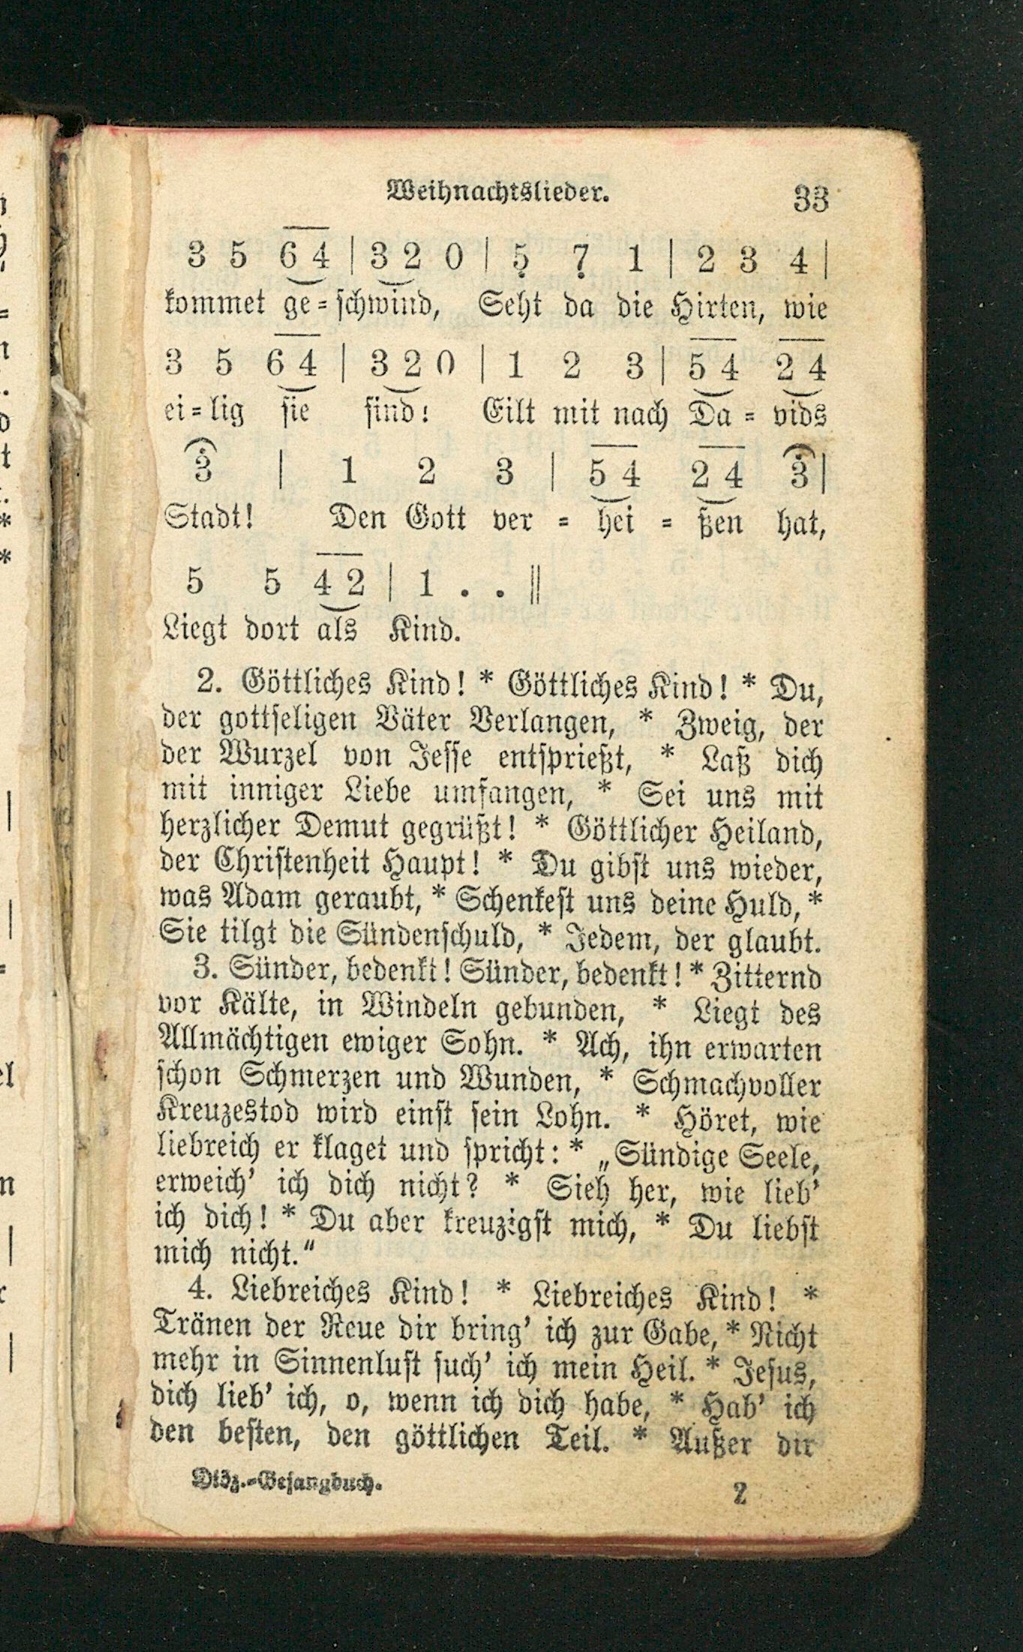 Weihnachtslieder. 33
3 5 6 4 | 3 2 0 | 5̣ 7̣ 1 | 2 3 4 |
kommet ge=schwind, Seht da die Hirten, wie
3 5 6 4 | 3 2 0 | 1 2 3 | 5 4 2 4
ei=lig sie sind! Eilt mit nach Da=vids
3 | 1 2 3 | 5 4 2 4 3 |
Stadt! Den Gott ver=hei=ßen hat,
5 5 4 2 | 1 . . ||
Liegt dort als Kind.
2. Göttliches Kind! * Göttliches Kind! * Du,
der gottseligen Väter Verlangen, * Zweig, der
der Wurzel von Jesse entsprießt, * Laß dich
mit inniger Liebe umfangen, * Sei uns mit
herzlicher Demut gegrüßt! * Göttlicher Heiland,
der Christenheit Haupt! * Du gibst uns wieder,
was Adam geraubt, * Schenkest uns deine Huld, *
Sie tilgt die Sündenschuld, * Jedem, der glaubt.
3. Sünder, bedenkt! Sünder, bedenkt! * Zitternd
vor Kälte, in Windeln gebunden, * Liegt des
Allmächtigen ewiger Sohn. * Ach, ihn erwarten
schon Schmerzen und Wunden, * Schmachvoller
Kreuzestod wird einst sein Lohn. * Höret, wie
liebreich er klaget und spricht: * „Sündige Seele,
erweich' ich dich nicht? * Sieh her, wie lieb'
ich dich! * Du aber kreuzigst mich, * Du liebst
mich nicht."
4. Liebreiches Kind! * Liebreiches Kind! *
Tränen der Reue dir bring' ich zur Gabe, * Nicht
mehr in Sinnenlust such' ich mein Heil. * Jesus,
dich lieb' ich, o, wenn ich dich habe, * Hab' ich
den besten, den göttlichen Teil. * Außer dir
Diöz.-Gesangbuch. 2